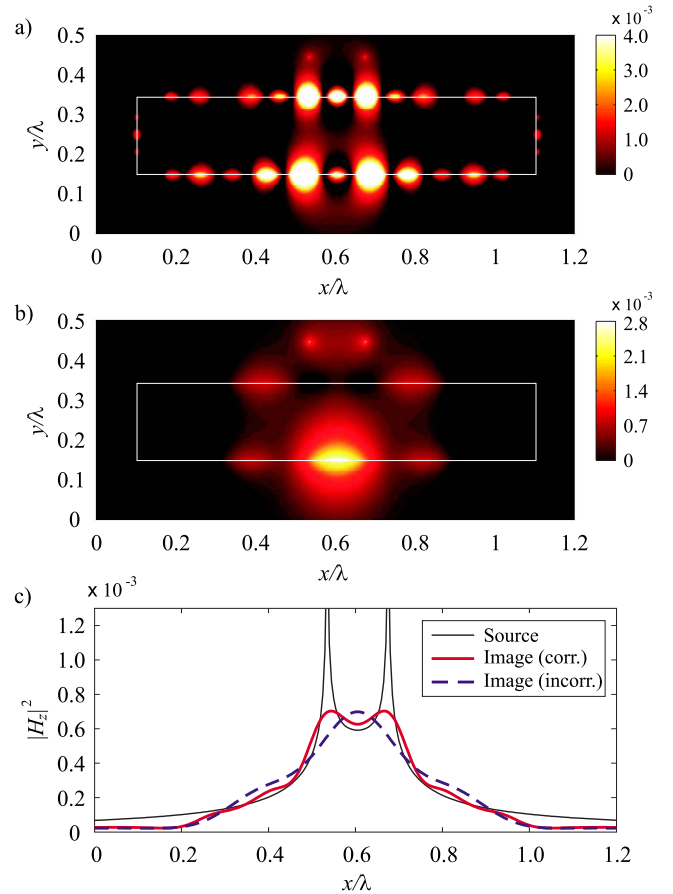 a)
x 10⁻³
0.5
0.4
0.3
0.2
0.1
0
y/λ
0 0.2 0.4 0.6 0.8 1 1.2
x/λ
4.0
3.0
2.0
1.0
0
b)
x 10⁻³
0.5
0.4
0.3
0.2
0.1
0
y/λ
0 0.2 0.4 0.6 0.8 1 1.2
x/λ
2.8
2.1
1.4
0.7
0
c)
x 10⁻³
1.2
1.0
0.8
0.6
0.4
0.2
0
|H_z|²
Source
Image (corr.)
Image (incorr.)
0 0.2 0.4 0.6 0.8 1.0 1.2
x/λ